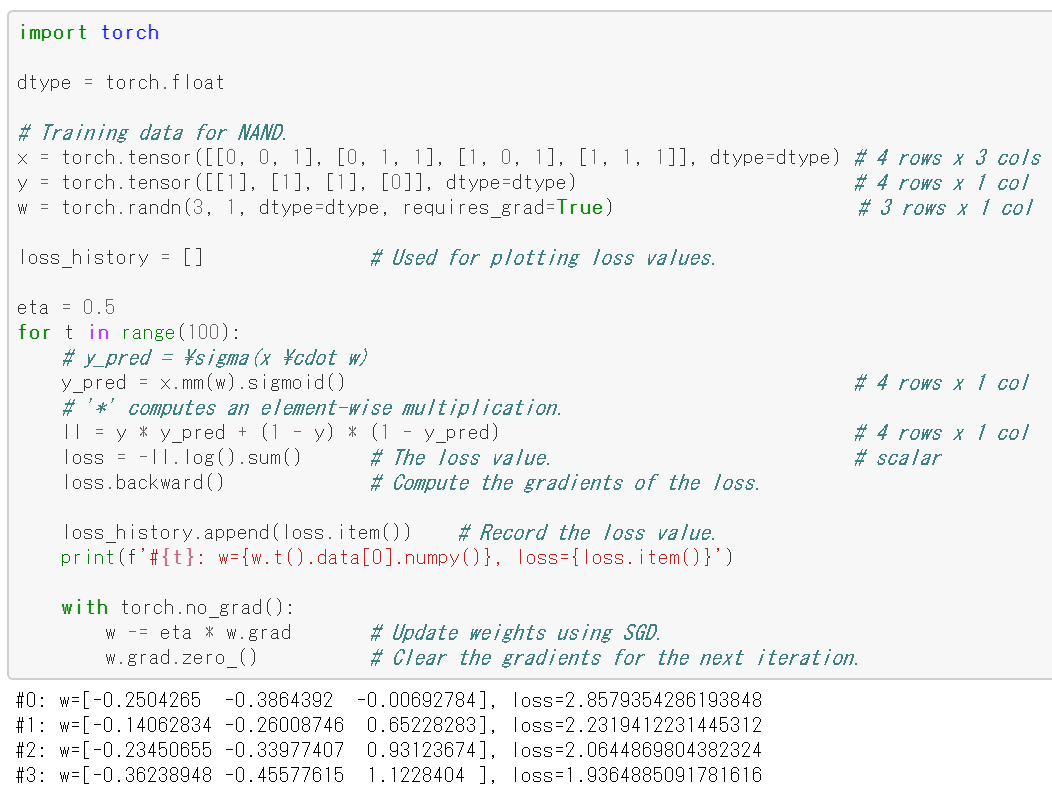 import torch
dtype = torch.float
# Training data for NAND.
x = torch.tensor([[0, 0, 1], [0, 1, 1], [1, 0, 1], [1, 1, 1]], dtype=dtype) # 4 rows x 3 cols
y = torch.tensor([[1], [1], [1], [0]], dtype=dtype) # 4 rows x 1 col
w = torch.randn(3, 1, dtype=dtype, requires_grad=True) # 3 rows x 1 col
loss_history = [] # Used for plotting loss values.
eta = 0.5
for t in range(100):
# y_pred = ¥sigma(x ¥cdot w)
y_pred = x.mm(w).sigmoid() # 4 rows x 1 col
# '*' computes an element-wise multiplication.
ll = y * y_pred + (1 - y) * (1 - y_pred) # 4 rows x 1 col
loss = -ll.log().sum() # The loss value. # scalar
loss.backward() # Compute the gradients of the loss.
loss_history.append(loss.item()) # Record the loss value.
print(f'#{t}: w={w.t().data[0].numpy()}, loss={loss.item()}')
with torch.no_grad():
w -= eta * w.grad # Update weights using SGD.
w.grad.zero_() # Clear the gradients for the next iteration.
#0: w=[-0.2504265 -0.3864392 -0.00692784], loss=2.8579354286193848
#1: w=[-0.14062834 -0.26008746 0.65228283], loss=2.2319412231445312
#2: w=[-0.23450655 -0.33977407 0.93123674], loss=2.0644869804382324
#3: w=[-0.36238948 -0.45577615 1.1228404 ], loss=1.9364885091781616